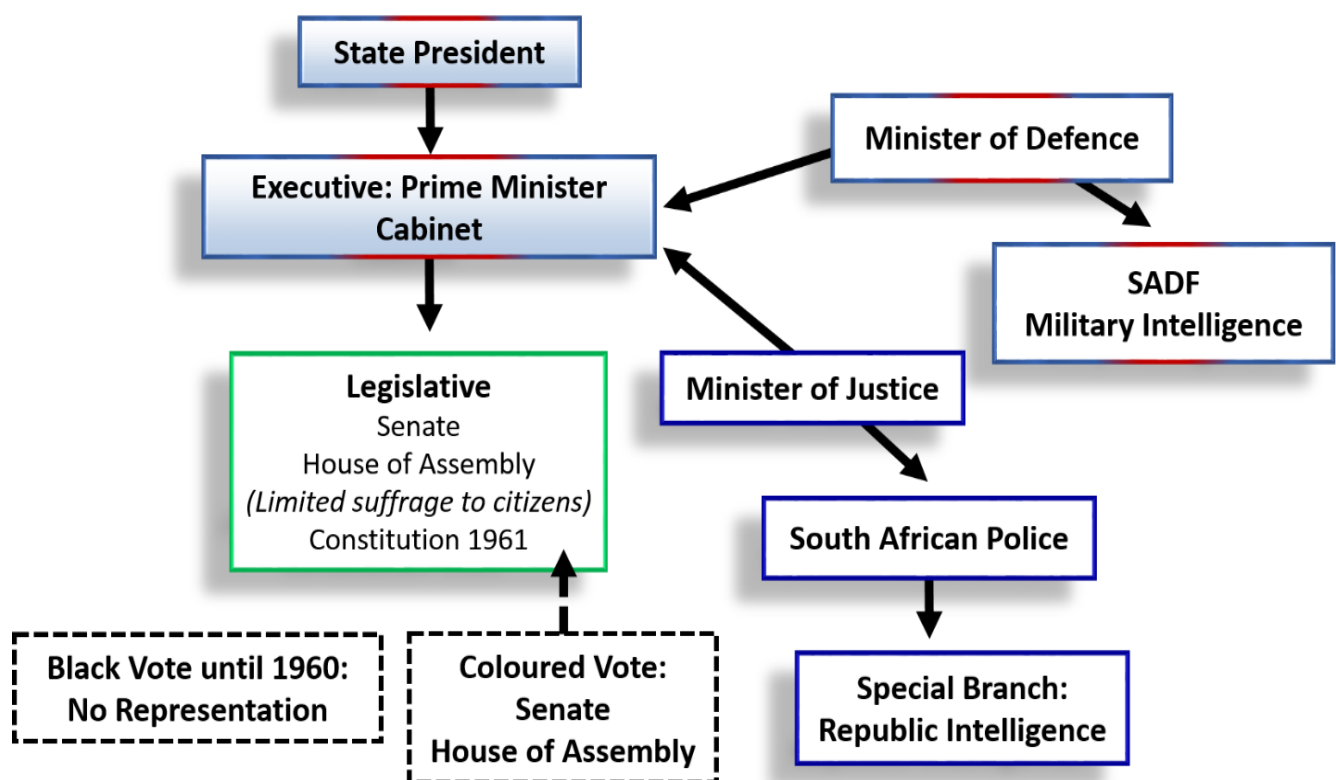 State President
Minister of Defence
Executive: Prime Minister
Cabinet
SADF
Military Intelligence
Legislative
Senate
House of Assembly
(Limited suffrage to citizens)
Constitution 1961
Minister of Justice
South African Police
Black Vote until 1960:
No Representation
Coloured Vote:
Senate
House of Assembly
Special Branch:
Republic Intelligence